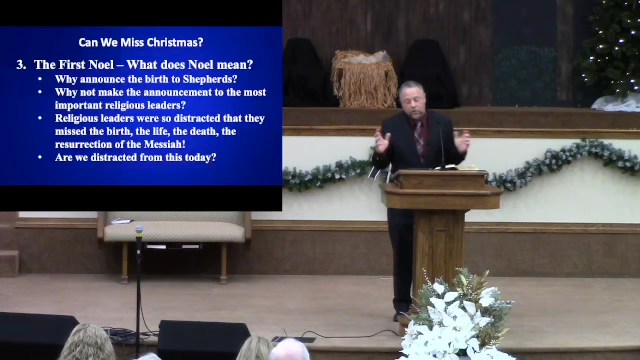 Can We Miss Christmas?
3. The First Noel – What does Noel mean?
• Why announce the birth to Shepherds?
• Why not make the announcement to the most
important religious leaders?
• Religious leaders were so distracted that they
missed the birth, the life, the death, the
resurrection of the Messiah!
• Are we distracted from this today?